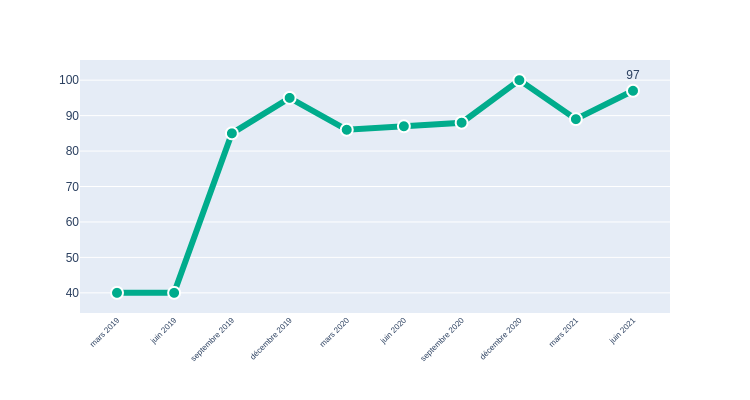 97
100
90
80
70
60
50
40
mars 2019
juin 2019
septembre 2019
décembre 2019
mars 2020
juin 2020
septembre 2020
décembre 2020
mars 2021
juin 2021